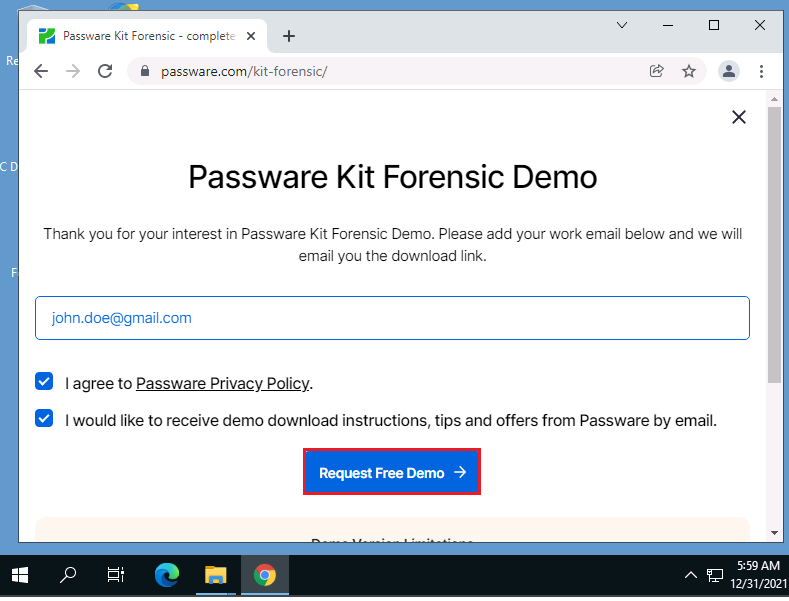 Passware Kit Forensic - complete
passware.com/kit-forensic/
Passware Kit Forensic Demo
Thank you for your interest in Passware Kit Forensic Demo. Please add your work email below and we will
email you the download link.
john.doe@gmail.com
I agree to Passware Privacy Policy.
I would like to receive demo download instructions, tips and offers from Passware by email.
Request Free Demo →
Demo Version Limitations
5:59 AM
12/31/2021